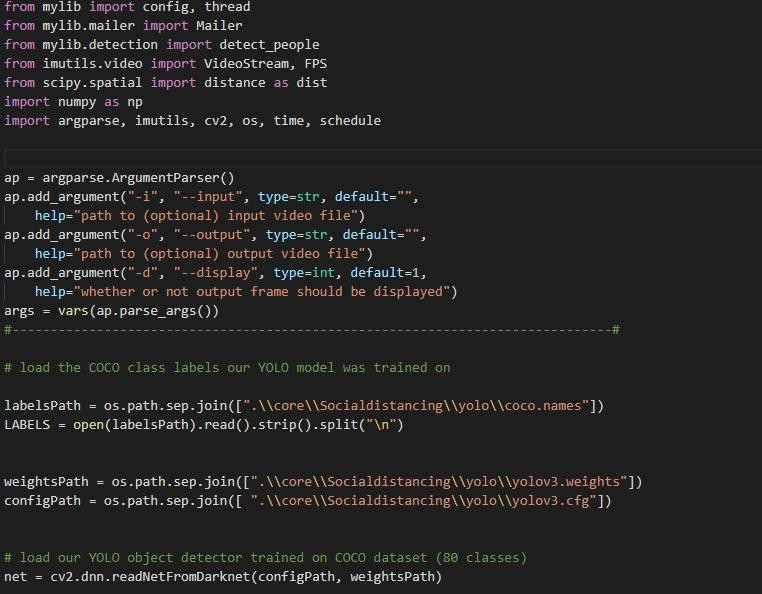 from mylib import config, thread
from mylib.mailer import Mailer
from mylib.detection import detect_people
from imutils.video import VideoStream, FPS
from scipy.spatial import distance as dist
import numpy as np
import argparse, imutils, cv2, os, time, schedule
ap = argparse.ArgumentParser()
ap.add_argument("-i", "--input", type=str, default="",
    help="path to (optional) input video file")
ap.add_argument("-o", "--output", type=str, default="",
    help="path to (optional) output video file")
ap.add_argument("-d", "--display", type=int, default=1,
    help="whether or not output frame should be displayed")
args = vars(ap.parse_args())
#------------------------------------------------------------------------------#
# load the COCO class labels our YOLO model was trained on
labelsPath = os.path.sep.join([".\\core\\Socialdistancing\\yolo\\coco.names"])
LABELS = open(labelsPath).read().strip().split("\n")
weightsPath = os.path.sep.join([".\\core\\Socialdistancing\\yolo\\yolov3.weights"])
configPath = os.path.sep.join([ ".\\core\\Socialdistancing\\yolo\\yolov3.cfg"])
# load our YOLO object detector trained on COCO dataset (80 classes)
net = cv2.dnn.readNetFromDarknet(configPath, weightsPath)